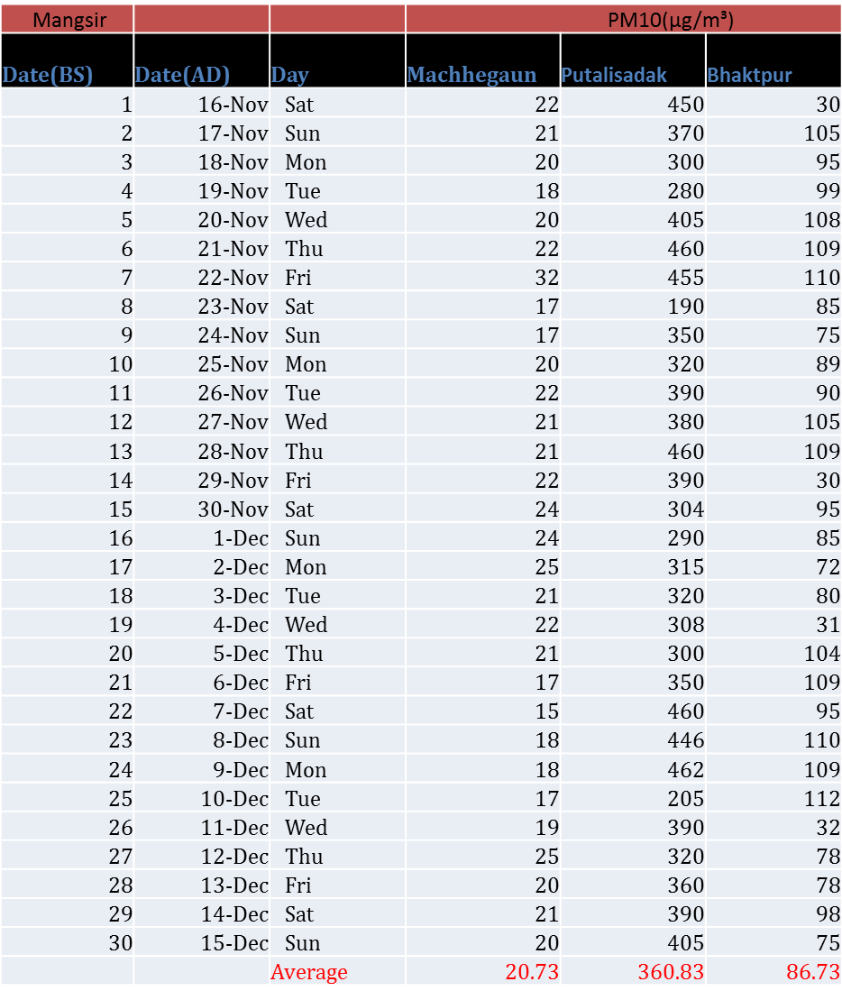 Mangsir PM10(µg/m³)
Date(BS) Date(AD) Day Machhegaun Putalisadak Bhaktpur
1 16-Nov Sat 22 450 30
2 17-Nov Sun 21 370 105
3 18-Nov Mon 20 300 95
4 19-Nov Tue 18 280 99
5 20-Nov Wed 20 405 108
6 21-Nov Thu 22 460 109
7 22-Nov Fri 32 455 110
8 23-Nov Sat 17 190 85
9 24-Nov Sun 17 350 75
10 25-Nov Mon 20 320 89
11 26-Nov Tue 22 390 90
12 27-Nov Wed 21 380 105
13 28-Nov Thu 21 460 109
14 29-Nov Fri 22 390 30
15 30-Nov Sat 24 304 95
16 1-Dec Sun 24 290 85
17 2-Dec Mon 25 315 72
18 3-Dec Tue 21 320 80
19 4-Dec Wed 22 308 31
20 5-Dec Thu 21 300 104
21 6-Dec Fri 17 350 109
22 7-Dec Sat 15 460 95
23 8-Dec Sun 18 446 110
24 9-Dec Mon 18 462 109
25 10-Dec Tue 17 205 112
26 11-Dec Wed 19 390 32
27 12-Dec Thu 25 320 78
28 13-Dec Fri 20 360 78
29 14-Dec Sat 21 390 98
30 15-Dec Sun 20 405 75
Average 20.73 360.83 86.73